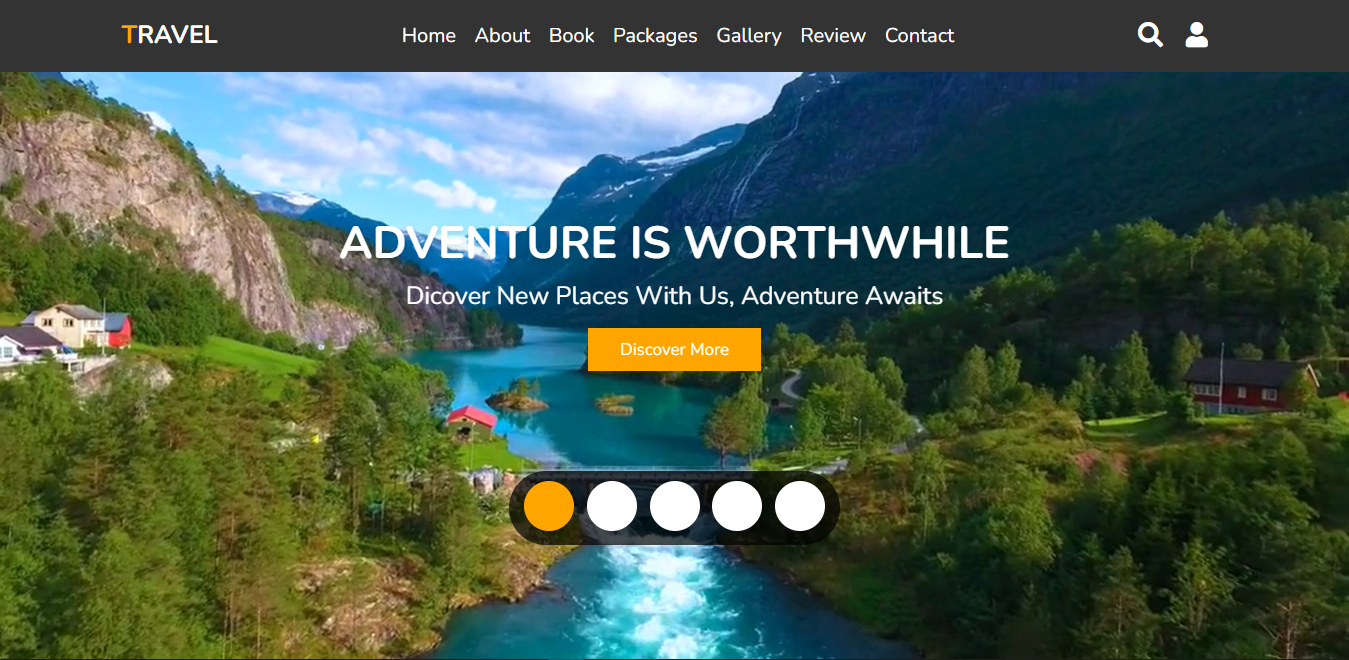 TRAVEL
Home About Book Packages Gallery Review Contact
ADVENTURE IS WORTHWHILE
Dicover New Places With Us, Adventure Awaits
Discover More